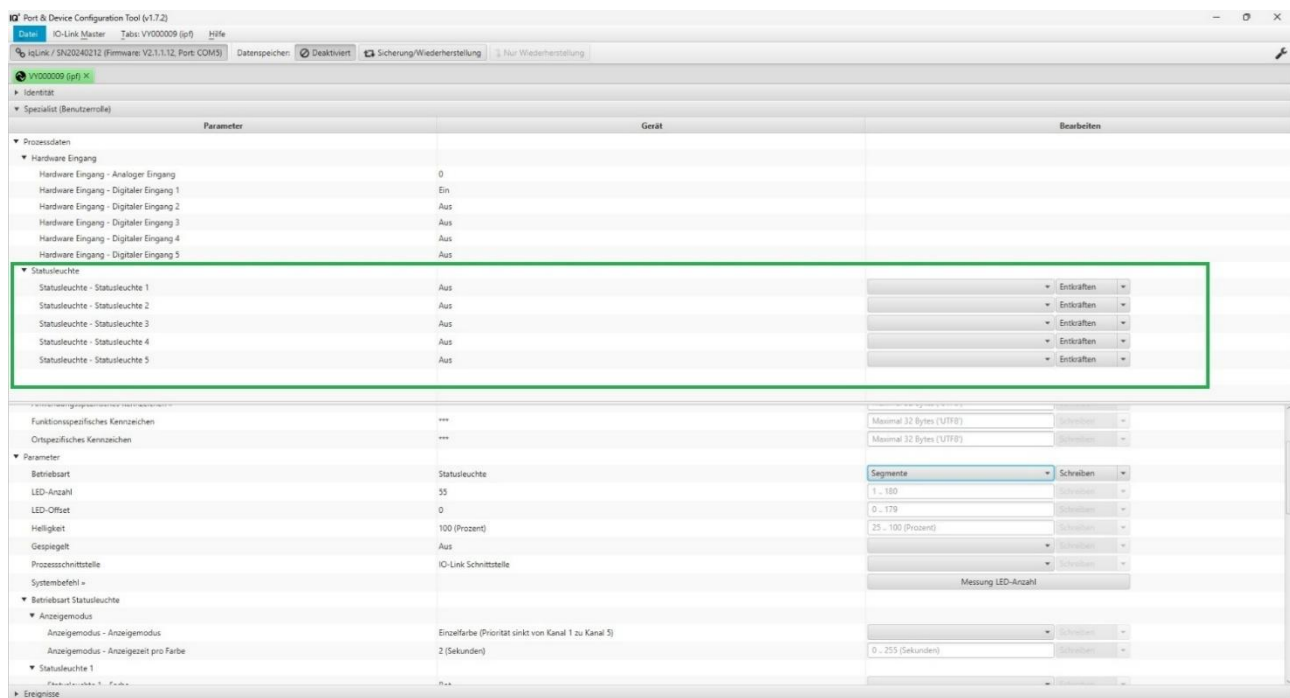 iQ² Port & Device Configuration Tool (v1.7.2)
Datei IO-Link Master Tabs: VY000009 (ipf) Hilfe
iqLink / SN20240212 (Firmware: V2.1.1.12, Port: COM5) Datenspeicher: Deaktiviert Sicherung/Wiederherstellung Nur Wiederherstellung
VY000009 (ipf) ×
Identität
Spezialist (Benutzerrolle)
Parameter Gerät Bearbeiten
Prozessdaten
Hardware Eingang
Hardware Eingang - Analoger Eingang 0
Hardware Eingang - Digitaler Eingang 1 Ein
Hardware Eingang - Digitaler Eingang 2 Aus
Hardware Eingang - Digitaler Eingang 3 Aus
Hardware Eingang - Digitaler Eingang 4 Aus
Hardware Eingang - Digitaler Eingang 5 Aus
Statusleuchte
Statusleuchte - Statusleuchte 1 Aus Entkräften
Statusleuchte - Statusleuchte 2 Aus Entkräften
Statusleuchte - Statusleuchte 3 Aus Entkräften
Statusleuchte - Statusleuchte 4 Aus Entkräften
Statusleuchte - Statusleuchte 5 Aus Entkräften
Funktionsspezifisches Kennzeichen *** Maximal 32 Bytes ('UTF8') Schreiben
Ortspezifisches Kennzeichen *** Maximal 32 Bytes ('UTF8') Schreiben
Parameter
Betriebsart Statusleuchte Segmente Schreiben
LED-Anzahl 55 1 .. 180 Schreiben
LED-Offset 0 0 .. 179 Schreiben
Helligkeit 100 (Prozent) 25 .. 100 (Prozent) Schreiben
Gespiegelt Aus Schreiben
Prozessschnittstelle IO-Link Schnittstelle Schreiben
Systembefehl » Messung LED-Anzahl
Betriebsart Statusleuchte
Anzeigemodus
Anzeigemodus - Anzeigemodus Einzelfarbe (Priorität sinkt von Kanal 1 zu Kanal 5) Schreiben
Anzeigemodus - Anzeigezeit pro Farbe 2 (Sekunden) 0 .. 255 (Sekunden) Schreiben
Statusleuchte 1
Ereignisse